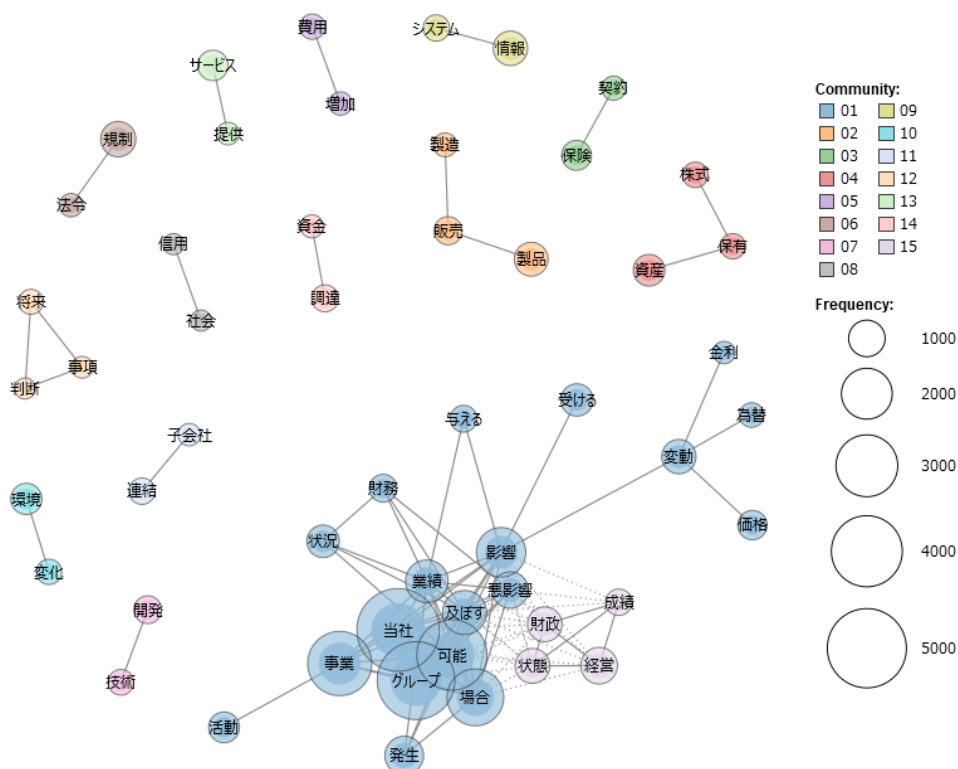 費用
システム
情報
サービス
契約
増加
規制
提供
製造
保険
株式
法令
資金
販売
保有
信用
製品
資産
調達
将来
社会
金利
事項
判断
受ける
為替
与える
子会社
変動
財務
連結
環境
価格
状況
影響
変化
業績
悪影響
成績
開発
及ぼす
財政
当社
可能
事業
状態
経営
グループ
技術
場合
活動
発生
Community:
01 09
02 10
03 11
04 12
05 13
06 14
07 15
08
Frequency:
1000
2000
3000
4000
5000